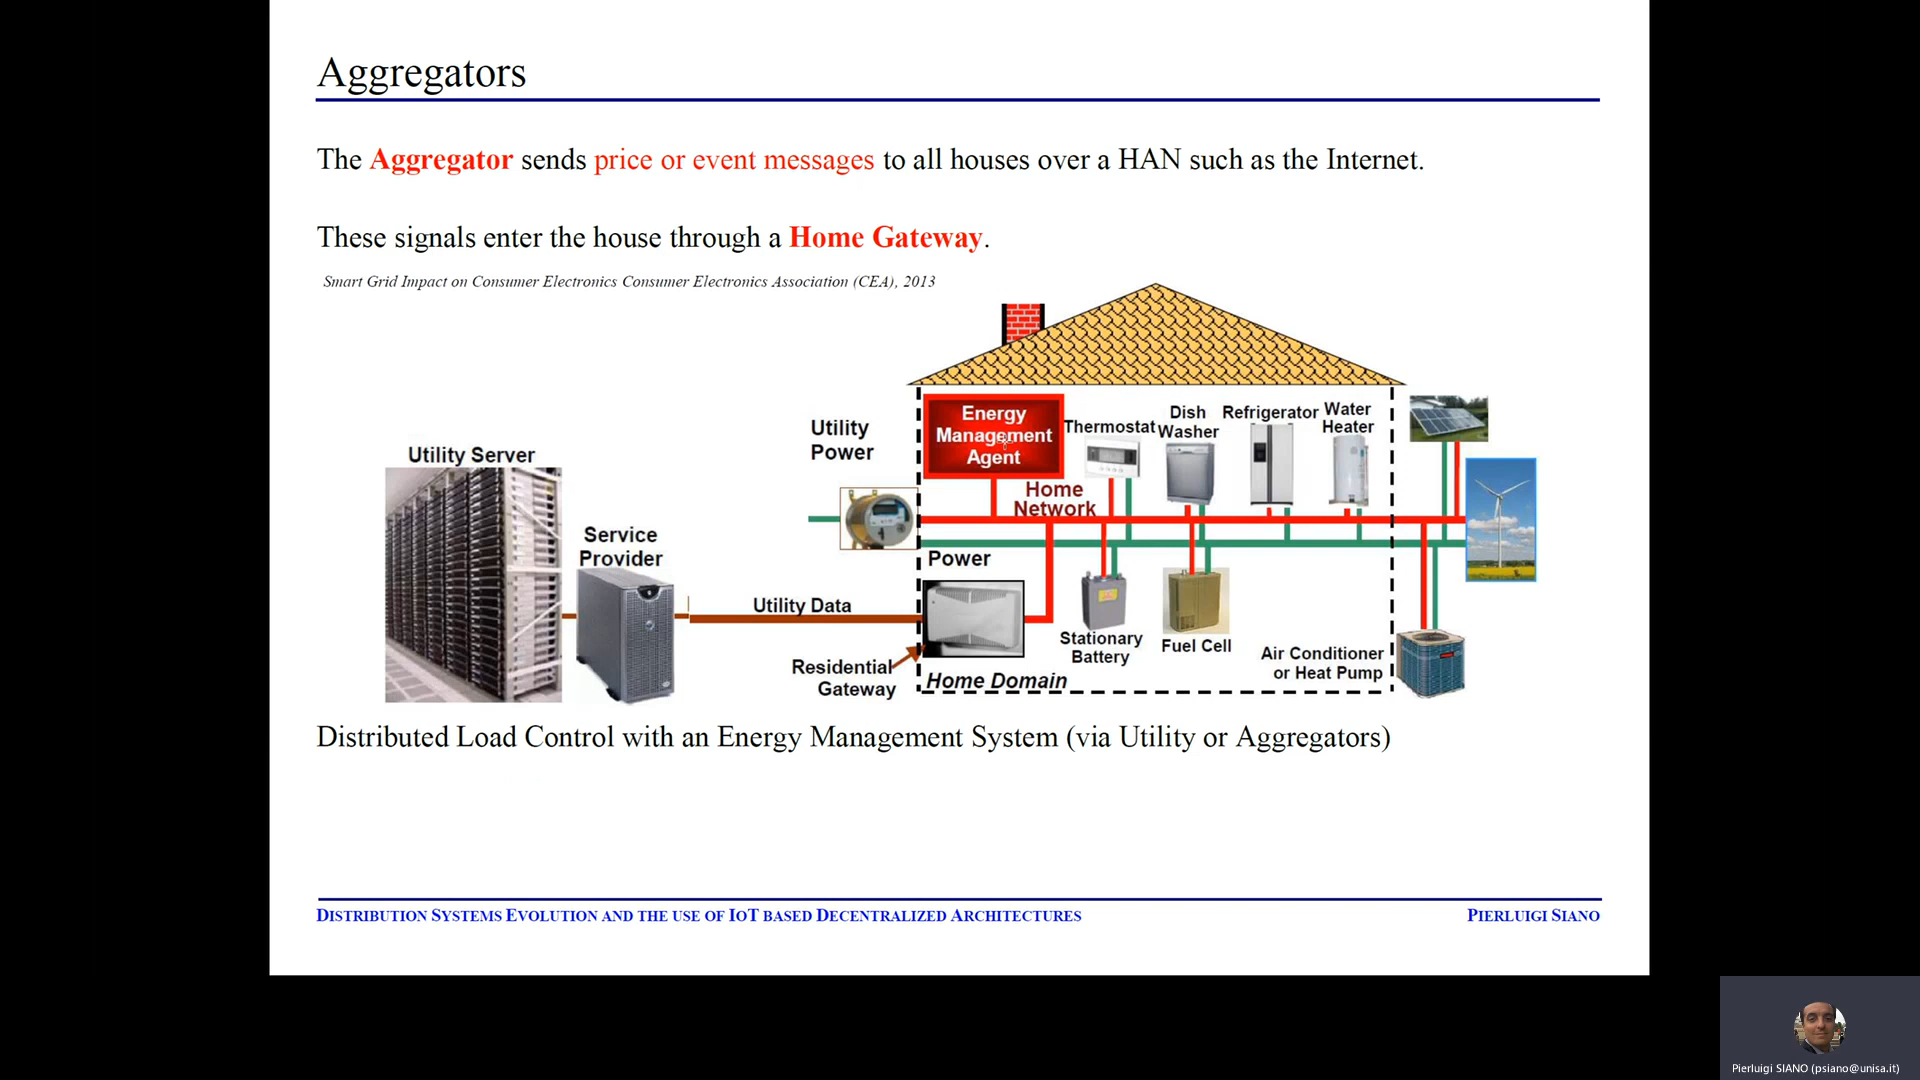 Aggregators
The Aggregator sends price or event messages to all houses over a HAN such as the Internet.
These signals enter the house through a Home Gateway.
Smart Grid Impact on Consumer Electronics Consumer Electronics Association (CEA), 2013
Utility Server
Service
Provider
Utility
Power
Energy
Management
Agent
Thermostat
Dish
Washer
Refrigerator
Water
Heater
Home
Network
Power
Utility Data
Residential
Gateway
Home Domain
Stationary
Battery
Fuel Cell
Air Conditioner
or Heat Pump
Distributed Load Control with an Energy Management System (via Utility or Aggregators)
DISTRIBUTION SYSTEMS EVOLUTION AND THE USE OF IOT BASED DECENTRALIZED ARCHITECTURES
PIERLUIGI SIANO
Pierluigi SIANO (psiano@unisa.it)